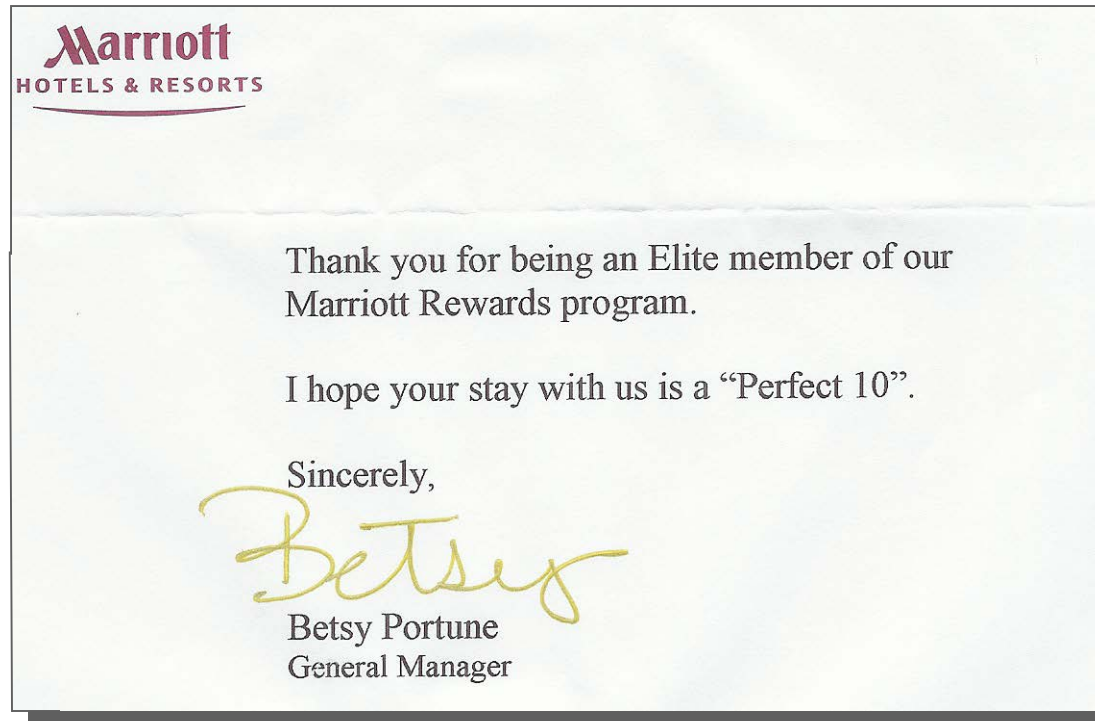 Marriott
HOTELS & RESORTS
Thank you for being an Elite member of our
Marriott Rewards program.
I hope your stay with us is a “Perfect 10”.
Sincerely,
Betsy
Betsy Portune
General Manager